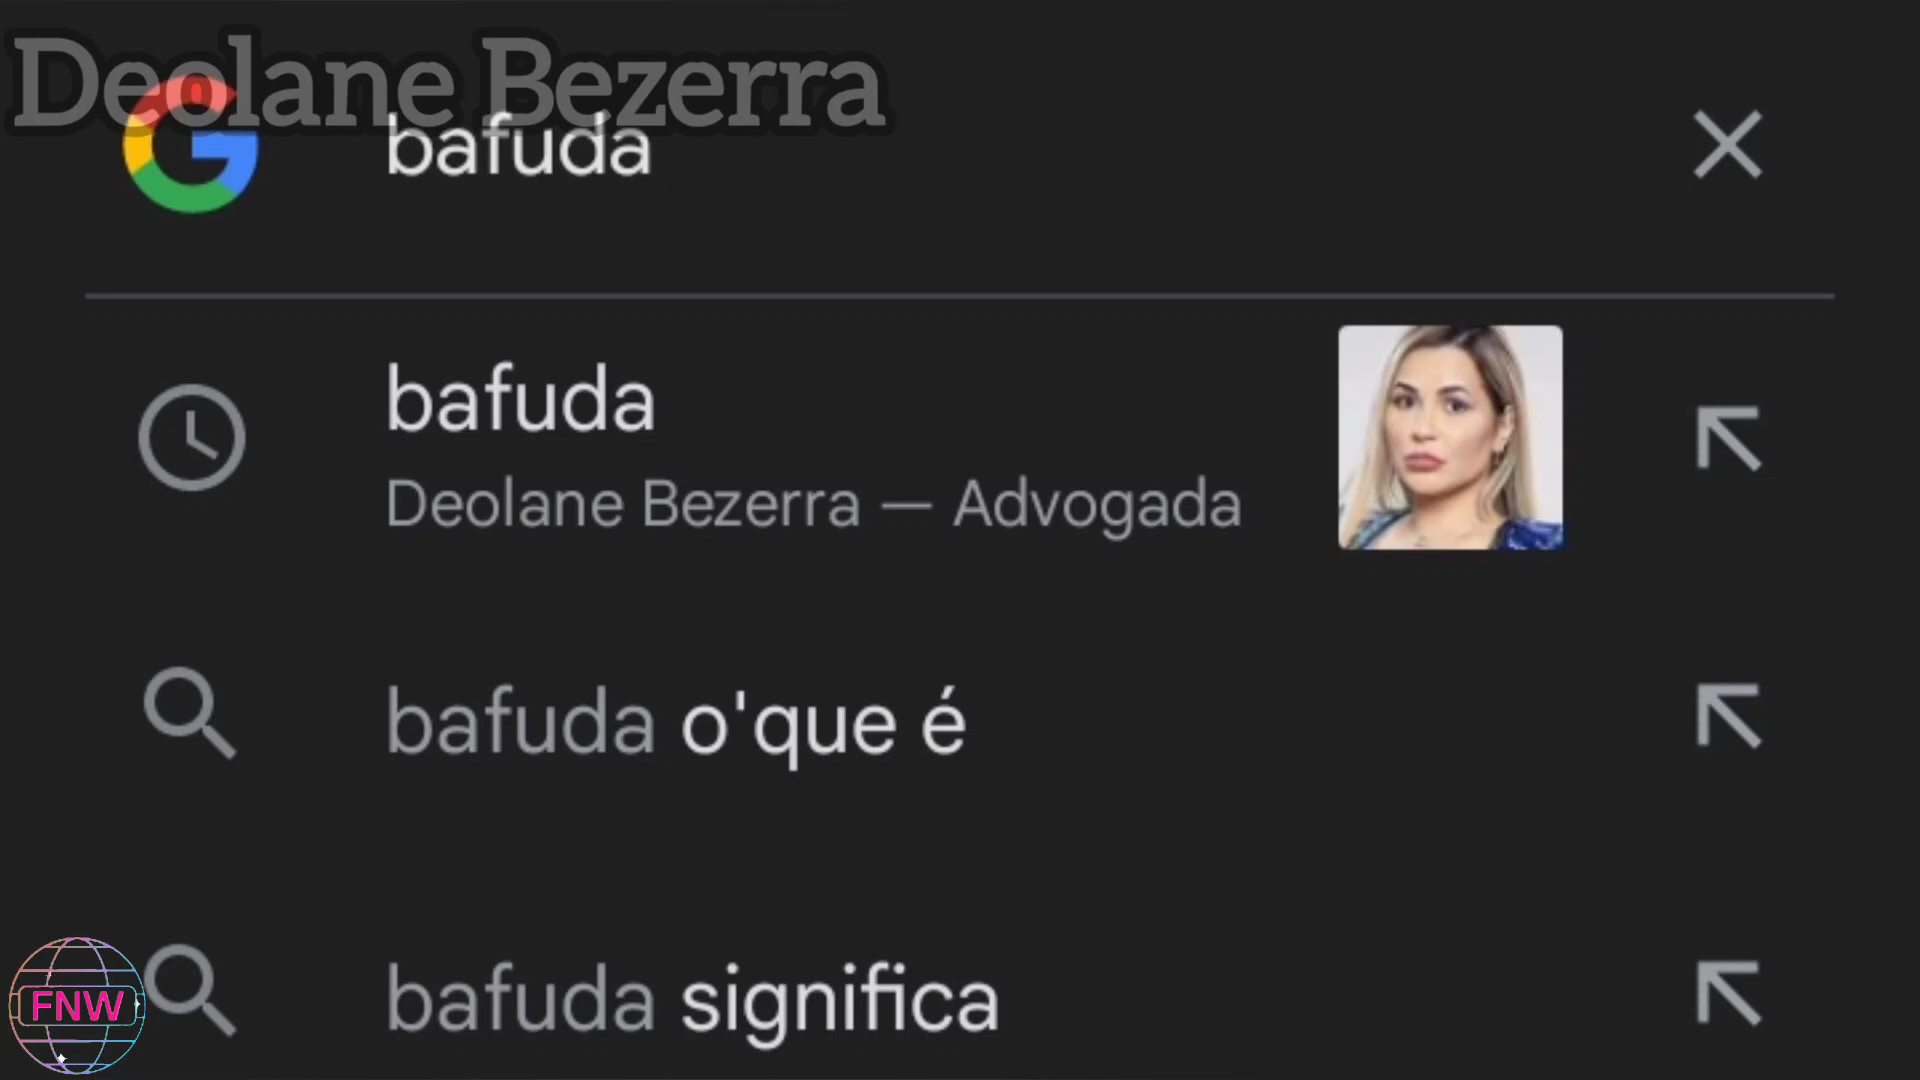 Deolane Bezerra
bafuda
bafuda
Deolane Bezerra — Advogada
bafuda o'que é
bafuda significa
FNW